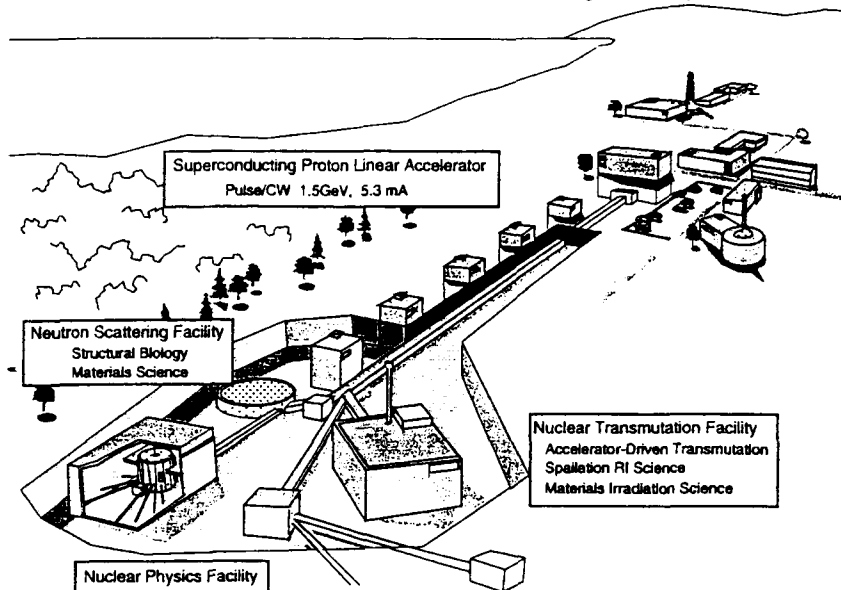 Superconducting Proton Linear Accelerator
Pulse/CW 1.5GeV, 5.3 mA
Neutron Scattering Facility
Structural Biology
Materials Science
Nuclear Transmutation Facility
Accelerator-Driven Transmutation
Spallation RI Science
Materials Irradiation Science
Nuclear Physics Facility